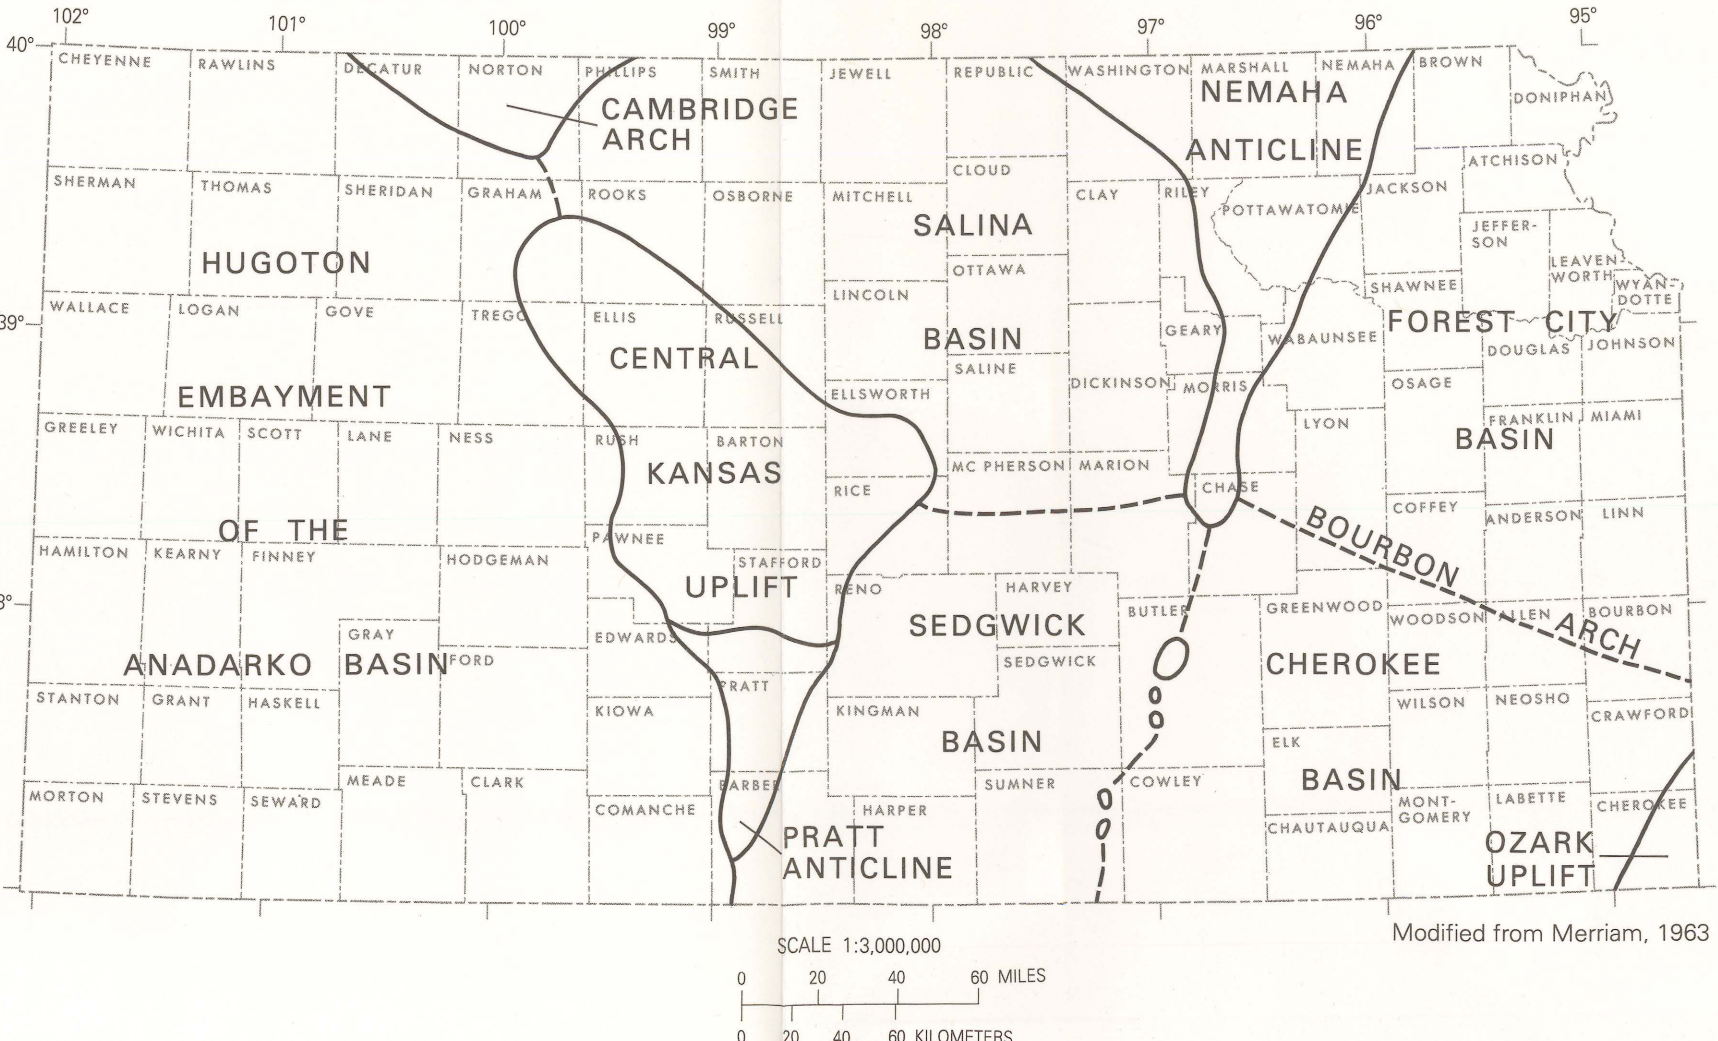 102°
101°
100°
99°
98°
97°
96°
95°
40°
CHEYENNE
RAWLINS
DECATUR
NORTON
PHILLIPS
SMITH
JEWELL
REPUBLIC
WASHINGTON
MARSHALL
NEMAHA
BROWN
DONIPHAN
CAMBRIDGE
ARCH
NEMAHA
ANTICLINE
ATCHISON
CLOUD
SHERMAN
THOMAS
SHERIDAN
GRAHAM
ROOKS
OSBORNE
MITCHELL
CLAY
RILEY
POTTAWATOMIE
JACKSON
JEFFER-
SON
LEAVEN-
WORTH
WYAN-
DOTTE
SALINA
HUGOTON
OTTAWA
LINCOLN
SHAWNEE
39°
WALLACE
LOGAN
GOVE
TREGO
ELLIS
RUSSELL
GEARY
WABAUNSEE
FOREST CITY
DOUGLAS
JOHNSON
BASIN
CENTRAL
SALINE
DICKINSON
MORRIS
OSAGE
EMBAYMENT
ELLSWORTH
FRANKLIN
MIAMI
LYON
BASIN
GREELEY
WICHITA
SCOTT
LANE
NESS
RUSH
BARTON
MC PHERSON
MARION
KANSAS
RICE
CHASE
COFFEY
ANDERSON
LINN
OF THE
BOURBON
ARCH
HAMILTON
KEARNY
FINNEY
HODGEMAN
PAWNEE
STAFFORD
UPLIFT
RENO
HARVEY
BUTLER
GREENWOOD
WOODSON
ALLEN
BOURBON
8°
SEDGWICK
GRAY
EDWARDS
FORD
ANADARKO BASIN
SEDGWICK
CHEROKEE
STANTON
GRANT
HASKELL
PRATT
KIOWA
KINGMAN
WILSON
NEOSHO
CRAWFORD
BASIN
ELK
BASIN
MEADE
CLARK
BARBER
SUMNER
COWLEY
MORTON
STEVENS
SEWARD
COMANCHE
HARPER
CHAUTAUQUA
MONT-
GOMERY
LABETTE
CHEROKEE
PRATT
ANTICLINE
OZARK
UPLIFT
Modified from Merriam, 1963
SCALE 1:3,000,000
0 20 40 60 MILES
0 20 40 60 KILOMETERS